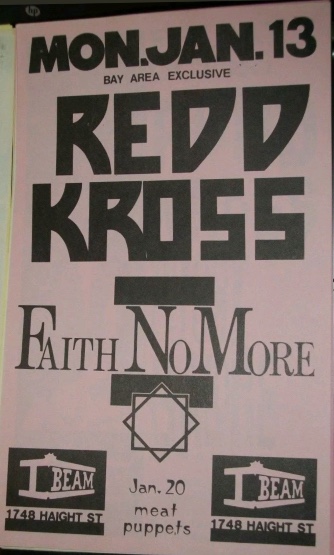 MON.JAN.13
BAY AREA EXCLUSIVE
REDD
KROSS
FAITH NO MORE
I BEAM
1748 HAIGHT ST
Jan. 20
meat
puppets
I BEAM
1748 HAIGHT ST
hp